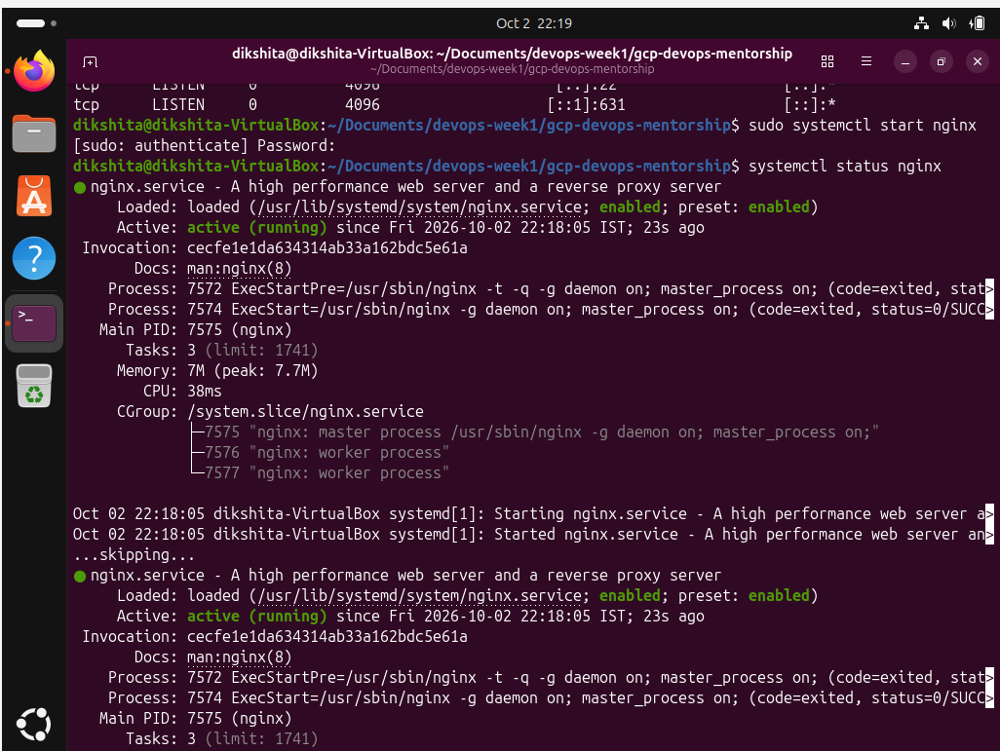 Oct 2 22:19
dikshita@dikshita-VirtualBox: ~/Documents/devops-week1/gcp-devops-mentorship
~/Documents/devops-week1/gcp-devops-mentorship
tcp LISTEN 0 4096 [::]:22 [::]:*
tcp LISTEN 0 4096 [::1]:631 [::]:*
dikshita@dikshita-VirtualBox:~/Documents/devops-week1/gcp-devops-mentorship$ sudo systemctl start nginx
[sudo: authenticate] Password:
dikshita@dikshita-VirtualBox:~/Documents/devops-week1/gcp-devops-mentorship$ systemctl status nginx
● nginx.service - A high performance web server and a reverse proxy server
Loaded: loaded (/usr/lib/systemd/system/nginx.service; enabled; preset: enabled)
Active: active (running) since Fri 2026-10-02 22:18:05 IST; 23s ago
Invocation: cecfe1e1da634314ab33a162bdc5e61a
Docs: man:nginx(8)
Process: 7572 ExecStartPre=/usr/sbin/nginx -t -q -g daemon on; master_process on; (code=exited, stat>
Process: 7574 ExecStart=/usr/sbin/nginx -g daemon on; master_process on; (code=exited, status=0/SUCC>
Main PID: 7575 (nginx)
Tasks: 3 (limit: 1741)
Memory: 7M (peak: 7.7M)
CPU: 38ms
CGroup: /system.slice/nginx.service
├─7575 "nginx: master process /usr/sbin/nginx -g daemon on; master_process on;"
├─7576 "nginx: worker process"
└─7577 "nginx: worker process"
Oct 02 22:18:05 dikshita-VirtualBox systemd[1]: Starting nginx.service - A high performance web server a>
Oct 02 22:18:05 dikshita-VirtualBox systemd[1]: Started nginx.service - A high performance web server an>
...skipping...
● nginx.service - A high performance web server and a reverse proxy server
Loaded: loaded (/usr/lib/systemd/system/nginx.service; enabled; preset: enabled)
Active: active (running) since Fri 2026-10-02 22:18:05 IST; 23s ago
Invocation: cecfe1e1da634314ab33a162bdc5e61a
Docs: man:nginx(8)
Process: 7572 ExecStartPre=/usr/sbin/nginx -t -q -g daemon on; master_process on; (code=exited, stat>
Process: 7574 ExecStart=/usr/sbin/nginx -g daemon on; master_process on; (code=exited, status=0/SUCC>
Main PID: 7575 (nginx)
Tasks: 3 (limit: 1741)